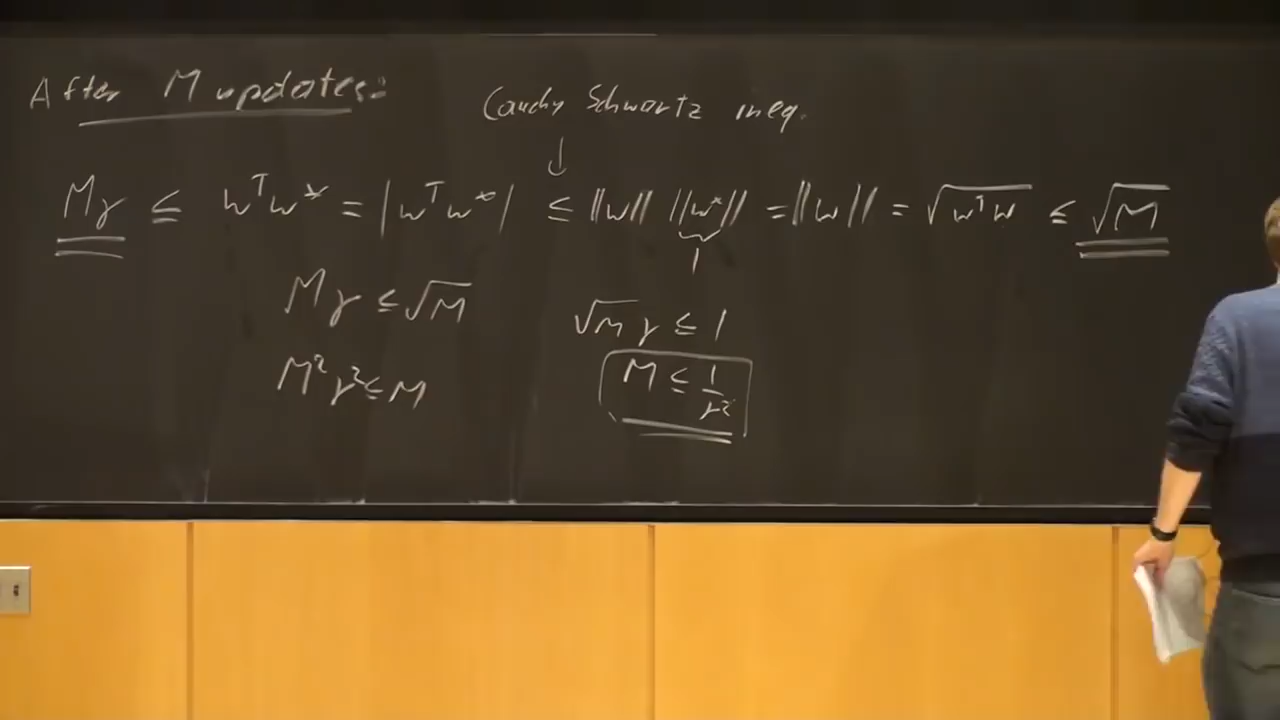 After M updates:
Cauchy Schwartz ineq.
↓
Mγ ≤ wᵀw* = |wᵀw*| ≤ ||w|| ||w*|| = ||w|| = √(wᵀw) ≤ √M
1
Mγ ≤ √M
√M γ ≤ 1
M²γ² ≤ M
M ≤ 1/γ²